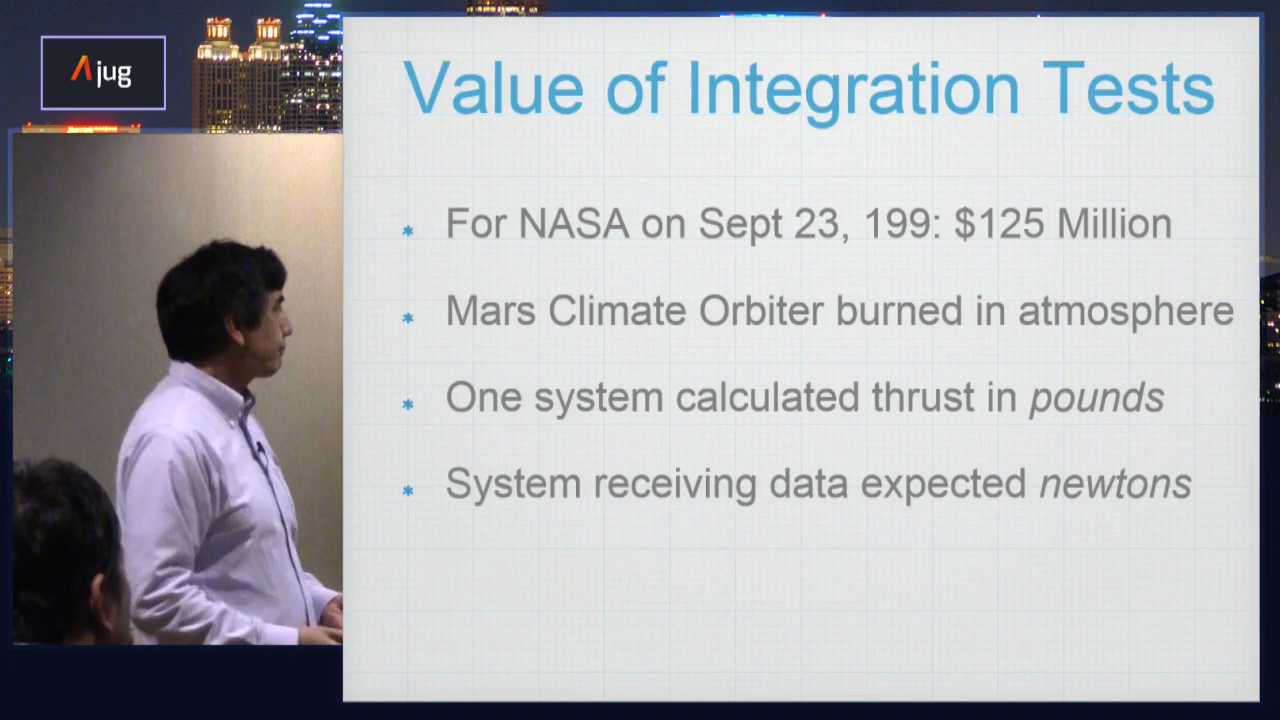 Λjug
Value of Integration Tests
* For NASA on Sept 23, 199: $125 Million
* Mars Climate Orbiter burned in atmosphere
* One system calculated thrust in pounds
* System receiving data expected newtons